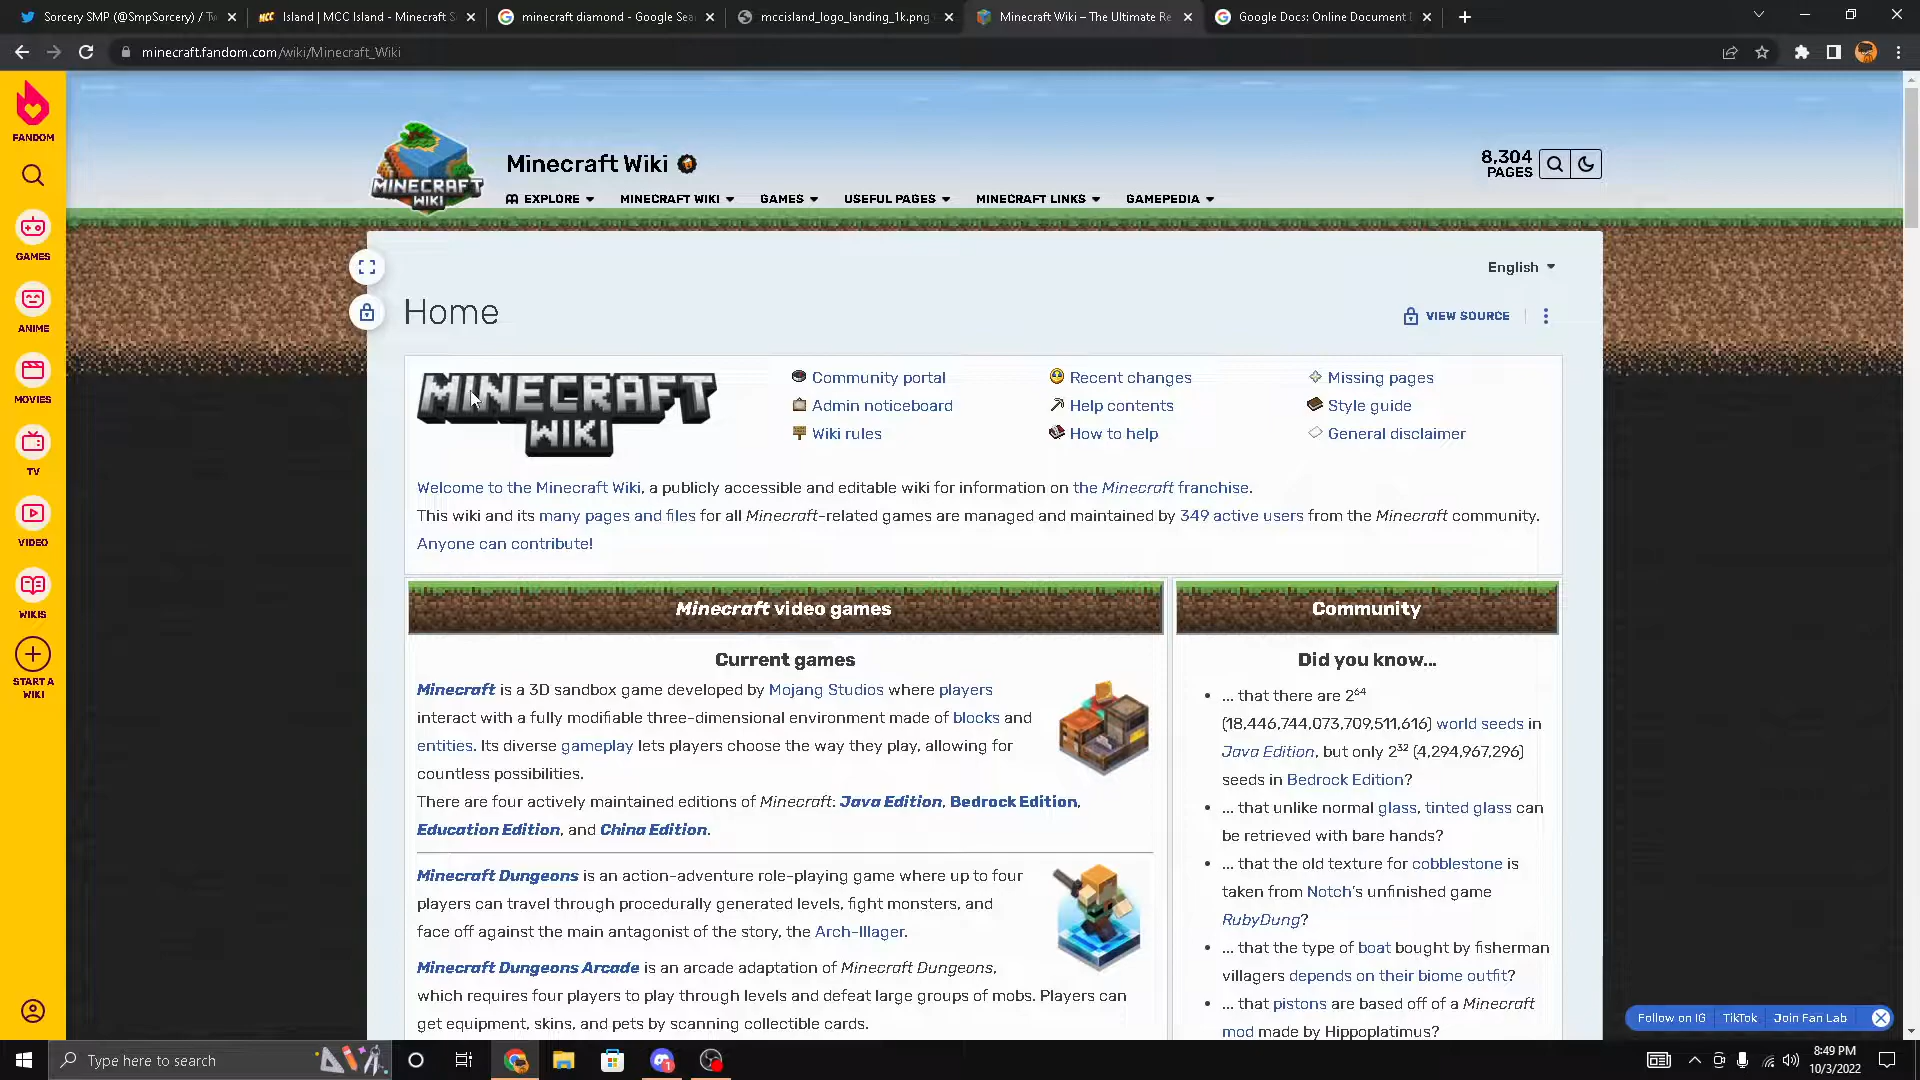 Sorcery SMP (@SmpSorcery) / Tw
Island | MCC Island - Minecraft S
minecraft diamond - Google Sea
mccisland_logo_landing_1k.png
Minecraft Wiki – The Ultimate Re
Google Docs: Online Document
minecraft.fandom.com/wiki/Minecraft_Wiki
FANDOM
GAMES
ANIME
MOVIES
TV
VIDEO
WIKIS
START A
WIKI
MINECRAFT
WIKI
Minecraft Wiki
8,304
PAGES
EXPLORE
MINECRAFT WIKI
GAMES
USEFUL PAGES
MINECRAFT LINKS
GAMEPEDIA
English
Home
VIEW SOURCE
MINECRAFT
WIKI
Community portal
Recent changes
Missing pages
Admin noticeboard
Help contents
Style guide
Wiki rules
How to help
General disclaimer
Welcome to the Minecraft Wiki, a publicly accessible and editable wiki for information on the Minecraft franchise.
This wiki and its many pages and files for all Minecraft-related games are managed and maintained by 349 active users from the Minecraft community.
Anyone can contribute!
Minecraft video games
Current games
Minecraft is a 3D sandbox game developed by Mojang Studios where players
interact with a fully modifiable three-dimensional environment made of blocks and
entities. Its diverse gameplay lets players choose the way they play, allowing for
countless possibilities.
There are four actively maintained editions of Minecraft: Java Edition, Bedrock Edition,
Education Edition, and China Edition.
Minecraft Dungeons is an action-adventure role-playing game where up to four
players can travel through procedurally generated levels, fight monsters, and
face off against the main antagonist of the story, the Arch-Illager.
Minecraft Dungeons Arcade is an arcade adaptation of Minecraft Dungeons,
which requires four players to play through levels and defeat large groups of mobs. Players can
get equipment, skins, and pets by scanning collectible cards.
Community
Did you know...
... that there are 2⁶⁴
(18,446,744,073,709,511,616) world seeds in
Java Edition, but only 2³² (4,294,967,296)
seeds in Bedrock Edition?
... that unlike normal glass, tinted glass can
be retrieved with bare hands?
... that the old texture for cobblestone is
taken from Notch's unfinished game
RubyDung?
... that the type of boat bought by fisherman
villagers depends on their biome outfit?
... that pistons are based off of a Minecraft
mod made by Hippoplatimus?
Follow on IG
TikTok
Join Fan Lab
Type here to search
1
8:49 PM
10/3/2022